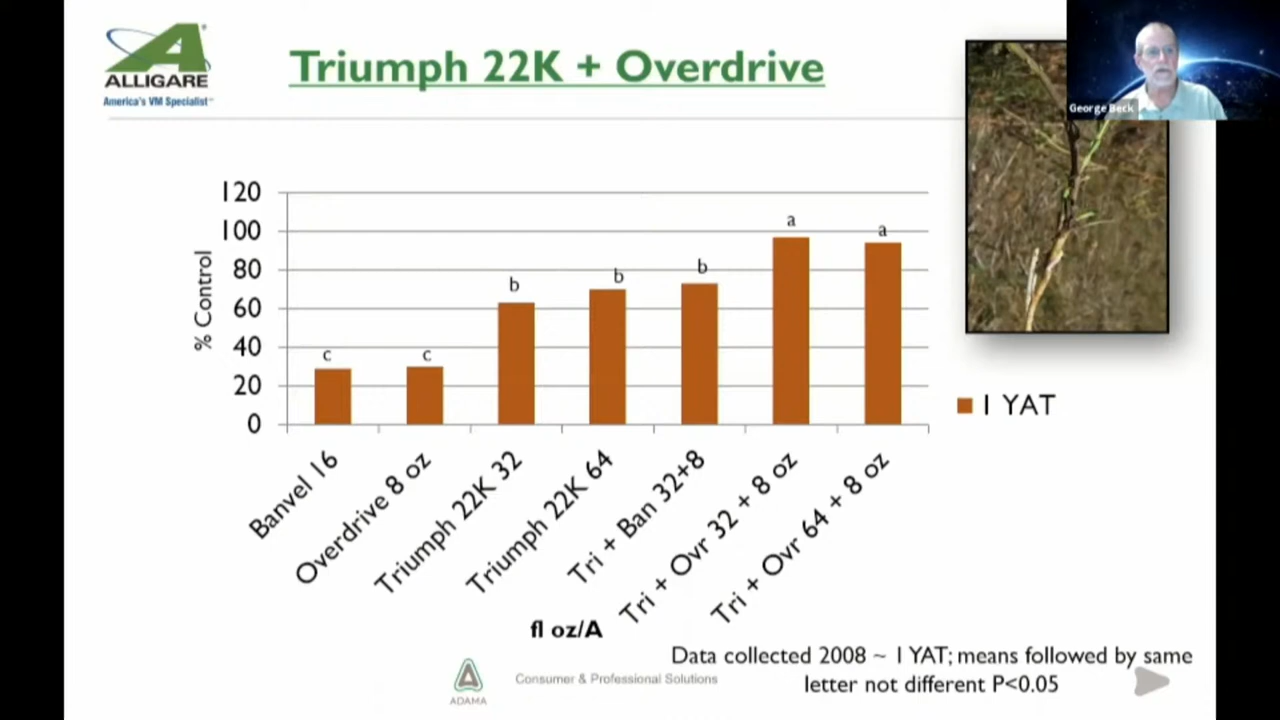 ALLIGARE
America's VM Specialist™
Triumph 22K + Overdrive
George Beck
120
100
80
60
40
20
0
% Control
c
c
b
b
b
a
a
1 YAT
Banvel 16
Overdrive 8 oz
Triumph 22K 32
Triumph 22K 64
Tri + Ban 32+8
Tri + Ovr 32 + 8 oz
Tri + Ovr 64 + 8 oz
fl oz/A
Data collected 2008 ~ 1 YAT; means followed by same
letter not different P<0.05
ADAMA
Consumer & Professional Solutions